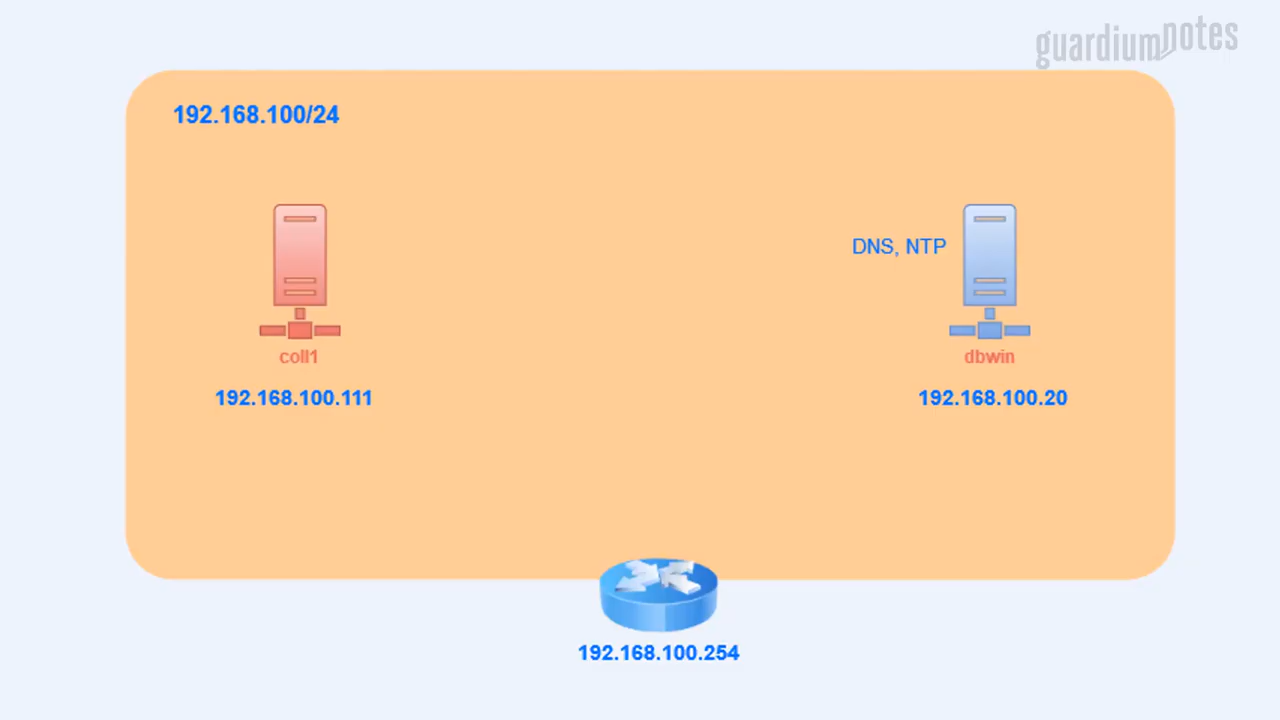 guardiumnotes
192.168.100/24
DNS, NTP
coll1
dbwin
192.168.100.111
192.168.100.20
192.168.100.254